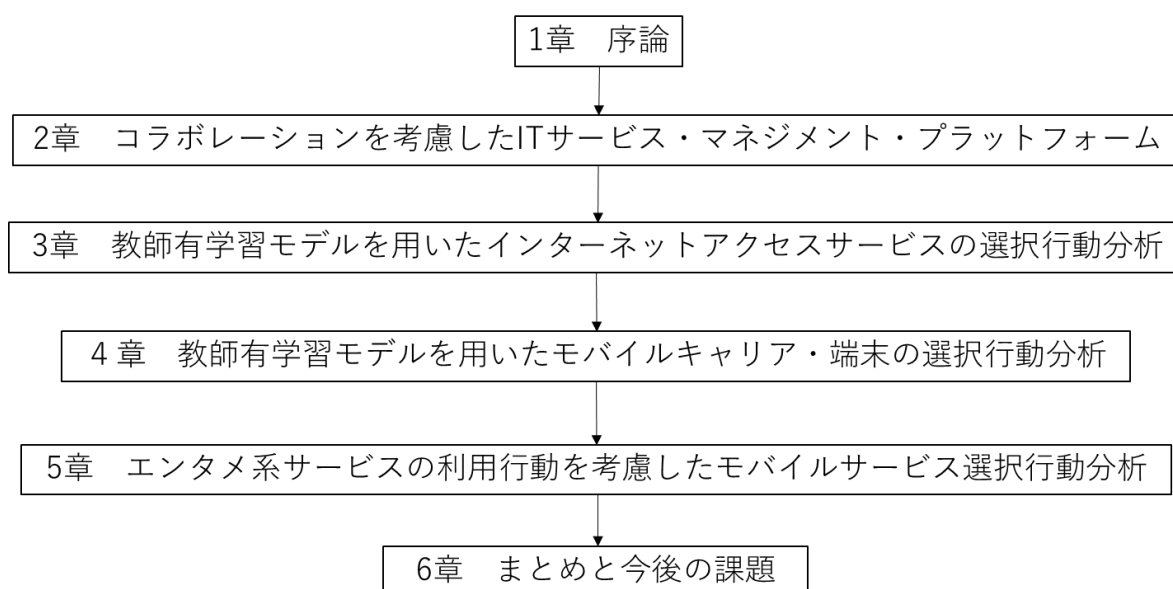 1章　序論
2章　コラボレーションを考慮したITサービス・マネジメント・プラットフォーム
3章　教師有学習モデルを用いたインターネットアクセスサービスの選択行動分析
４章　教師有学習モデルを用いたモバイルキャリア・端末の選択行動分析
5章　エンタメ系サービスの利用行動を考慮したモバイルサービス選択行動分析
6章　まとめと今後の課題